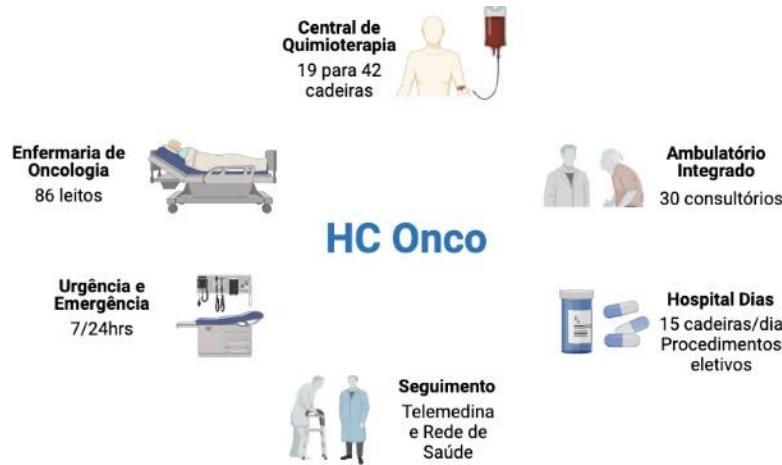 Central de
Quimioterapia
19 para 42
cadeiras
Enfermaria de
Oncologia
86 leitos
Ambulatório
Integrado
30 consultórios
HC Onco
Urgência e
Emergência
7/24hrs
Hospital Dias
15 cadeiras/dia
Procedimentos
eletivos
Seguimento
Telemedina
e Rede de
Saúde